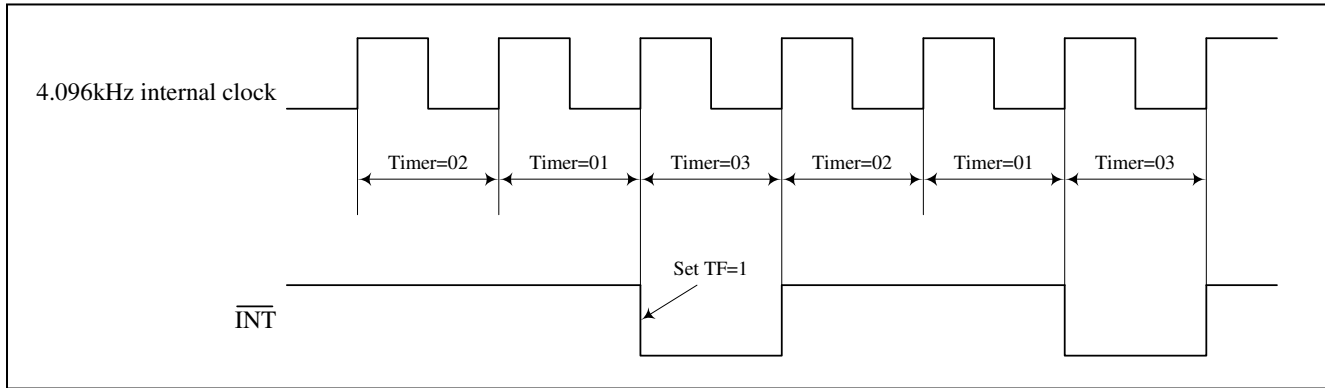 4.096kHz internal clock
Timer=02 Timer=01 Timer=03 Timer=02 Timer=01 Timer=03
Set TF=1
INT